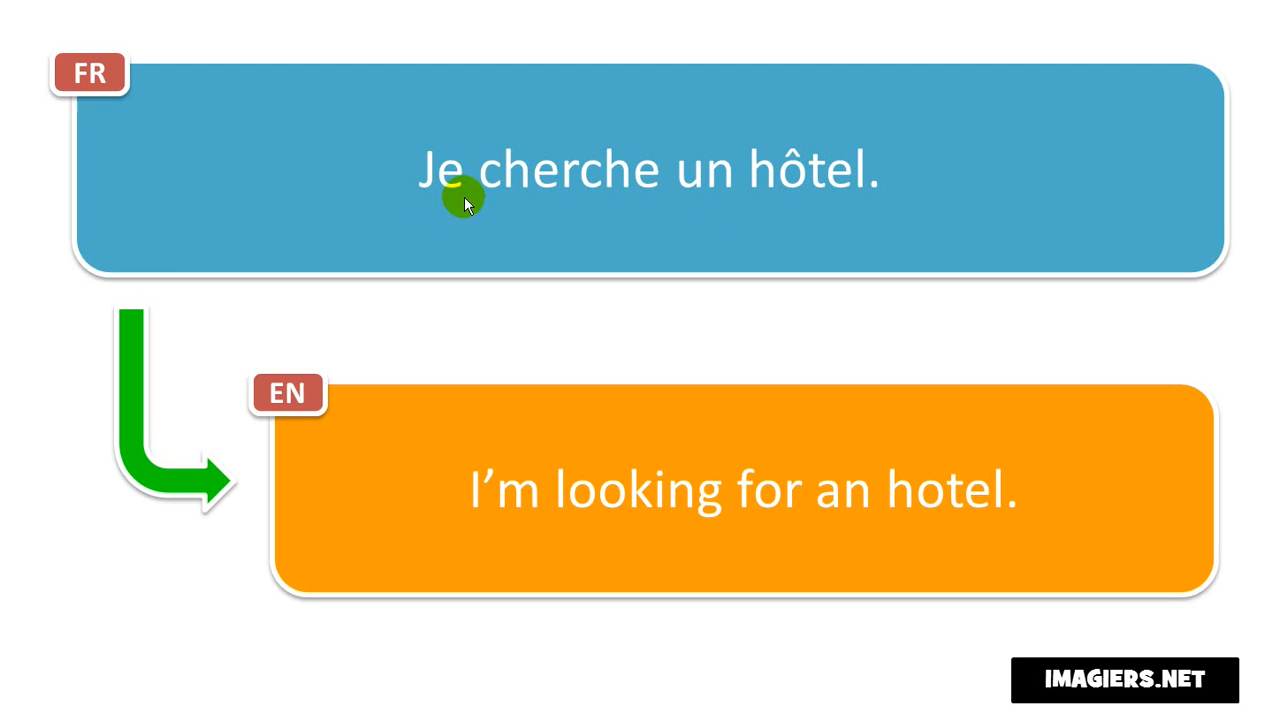 FR
Je cherche un hôtel.
EN
I’m looking for an hotel.
IMAGIERS.NET